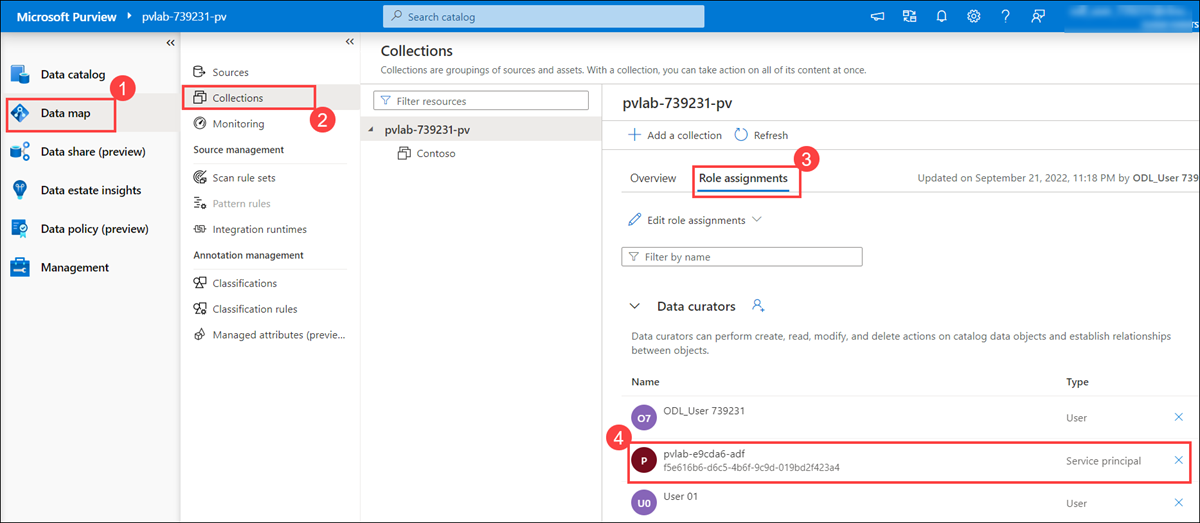 Microsoft Purview ▸ pvlab-739231-pv
Search catalog
Data catalog
1
Data map
Data share (preview)
Data estate insights
Data policy (preview)
Management
Sources
Collections
2
Monitoring
Source management
Scan rule sets
Pattern rules
Integration runtimes
Annotation management
Classifications
Classification rules
Managed attributes (previe...
Collections
Collections are groupings of sources and assets. With a collection, you can take action on all of its content at once.
Filter resources
pvlab-739231-pv
Contoso
pvlab-739231-pv
Add a collection Refresh
3
Overview Role assignments Updated on September 21, 2022, 11:18 PM by ODL_User 739
Edit role assignments
Filter by name
Data curators
Data curators can perform create, read, modify, and delete actions on catalog data objects and establish relationships
between objects.
Name Type
O7 ODL_User 739231 User
4
P pvlab-e9cda6-adf Service principal
f5e616b6-d6c5-4b6f-9c9d-019bd2f423a4
U0 User 01 User